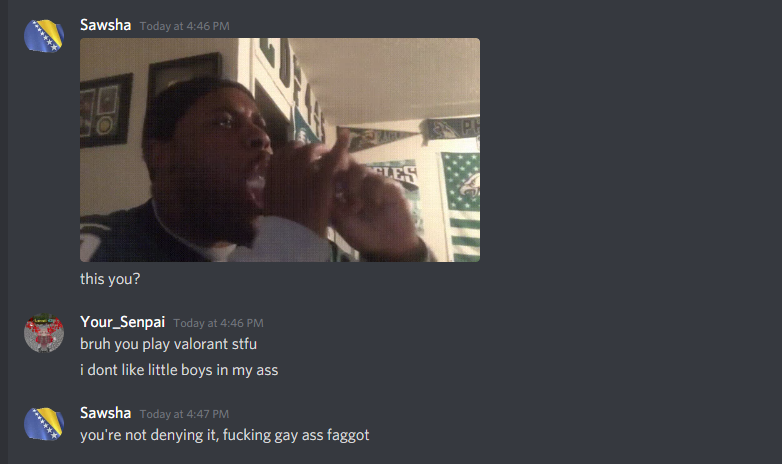 Sawsha Today at 4:46 PM
this you?
Your_Senpai Today at 4:46 PM
bruh you play valorant stfu
i dont like little boys in my ass
Sawsha Today at 4:47 PM
you're not denying it, fucking gay ass faggot